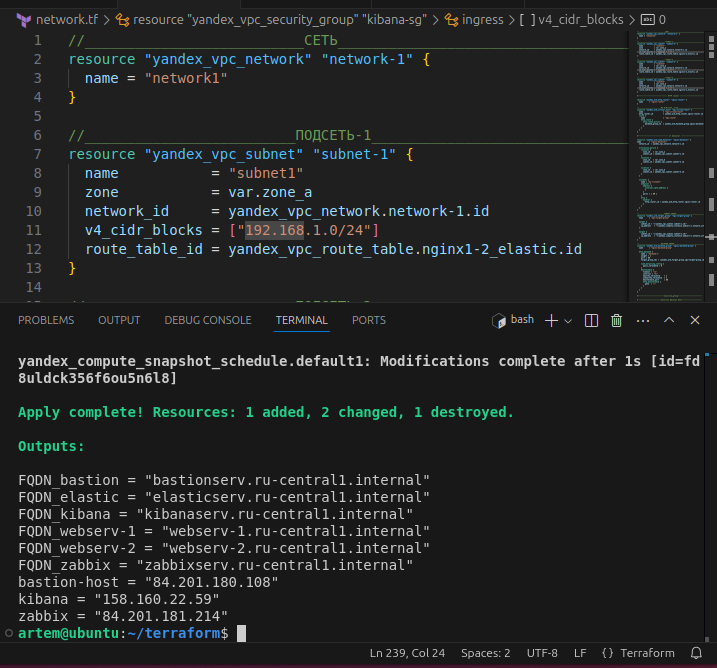 network.tf > resource "yandex_vpc_security_group" "kibana-sg" > ingress > [ ] v4_cidr_blocks > abc 0
1 //__________________________СЕТЬ__________________________________
2 resource "yandex_vpc_network" "network-1" {
3 name = "network1"
4 }
5
6 //_________________________ПОДСЕТЬ-1______________________________
7 resource "yandex_vpc_subnet" "subnet-1" {
8 name = "subnet1"
9 zone = var.zone_a
10 network_id = yandex_vpc_network.network-1.id
11 v4_cidr_blocks = ["192.168.1.0/24"]
12 route_table_id = yandex_vpc_route_table.nginx1-2_elastic.id
13 }
14
PROBLEMS OUTPUT DEBUG CONSOLE TERMINAL PORTS bash
yandex_compute_snapshot_schedule.default1: Modifications complete after 1s [id=fd
8uldck356f6ou5n6l8]
Apply complete! Resources: 1 added, 2 changed, 1 destroyed.
Outputs:
FQDN_bastion = "bastionserv.ru-central1.internal"
FQDN_elastic = "elasticserv.ru-central1.internal"
FQDN_kibana = "kibanaserv.ru-central1.internal"
FQDN_webserv-1 = "webserv-1.ru-central1.internal"
FQDN_webserv-2 = "webserv-2.ru-central1.internal"
FQDN_zabbix = "zabbixserv.ru-central1.internal"
bastion-host = "84.201.180.108"
kibana = "158.160.22.59"
zabbix = "84.201.181.214"
artem@ubuntu:~/terraform$
Ln 239, Col 24 Spaces: 2 UTF-8 LF {} Terraform